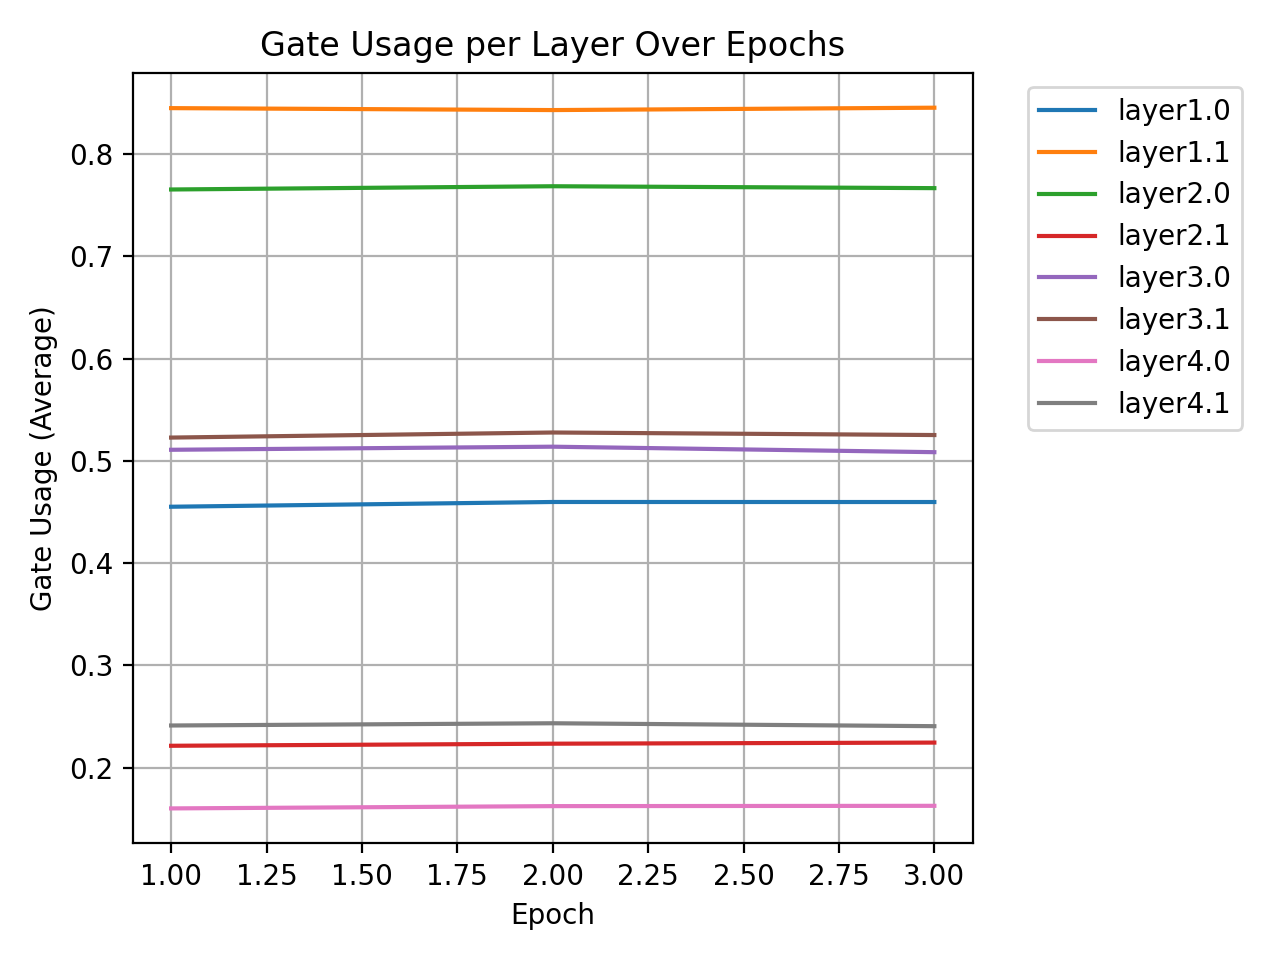 Gate Usage per Layer Over Epochs
Gate Usage (Average)
0.8
0.7
0.6
0.5
0.4
0.3
0.2
1.00 1.25 1.50 1.75 2.00 2.25 2.50 2.75 3.00
Epoch
layer1.0
layer1.1
layer2.0
layer2.1
layer3.0
layer3.1
layer4.0
layer4.1